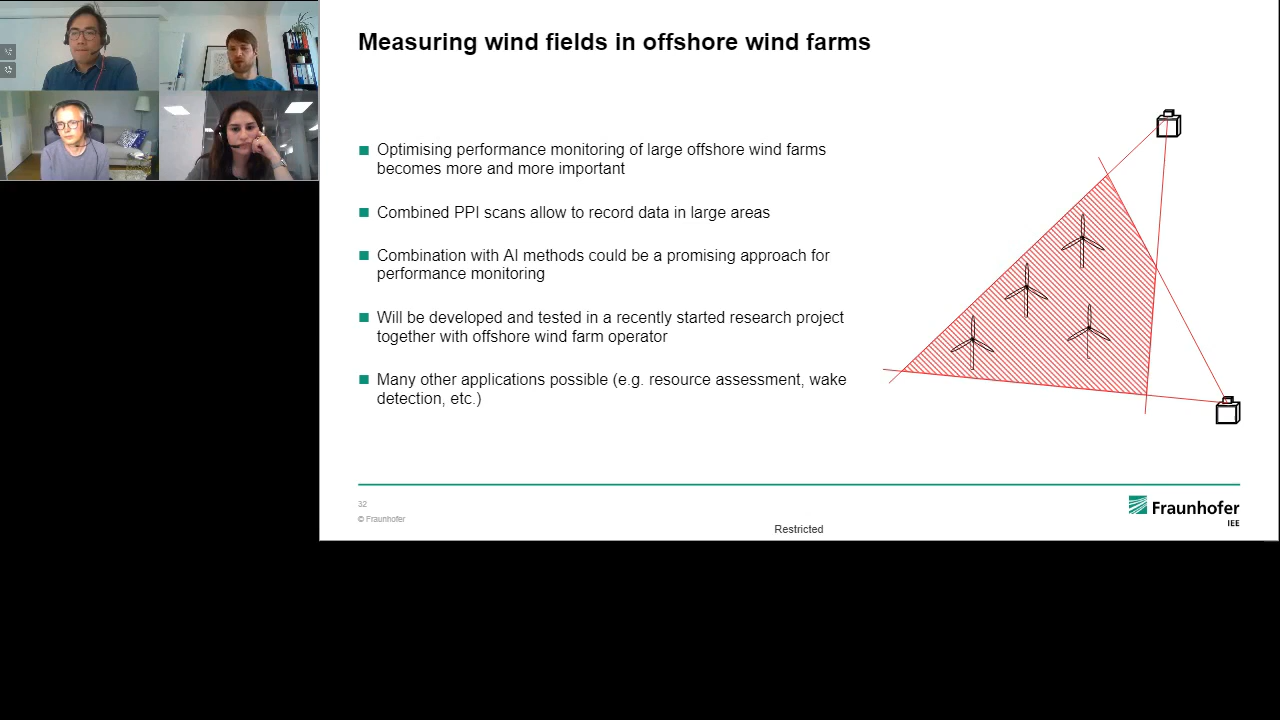 Measuring wind fields in offshore wind farms
Optimising performance monitoring of large offshore wind farms
becomes more and more important
Combined PPI scans allow to record data in large areas
Combination with AI methods could be a promising approach for
performance monitoring
Will be developed and tested in a recently started research project
together with offshore wind farm operator
Many other applications possible (e.g. resource assessment, wake
detection, etc.)
32
© Fraunhofer
Restricted
Fraunhofer
IEE